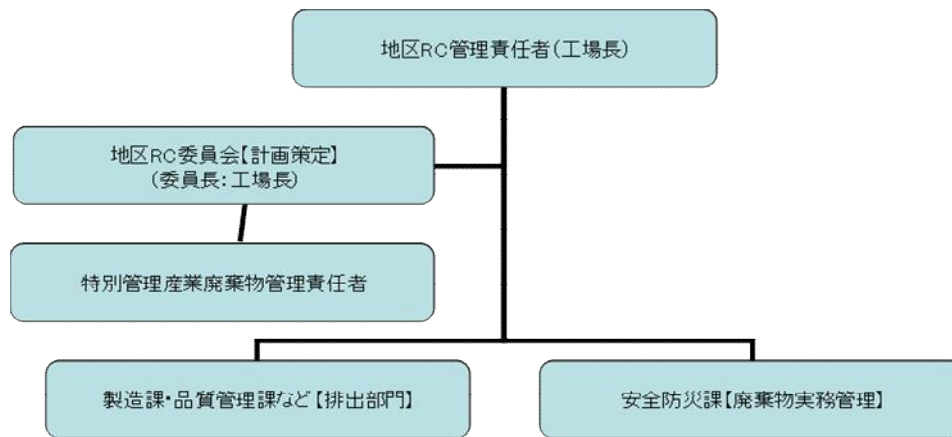 地区RC管理責任者(工場長)
地区RC委員会【計画策定】
(委員長:工場長)
特別管理産業廃棄物管理責任者
製造課・品質管理課など【排出部門】
安全防災課【廃棄物実務管理】